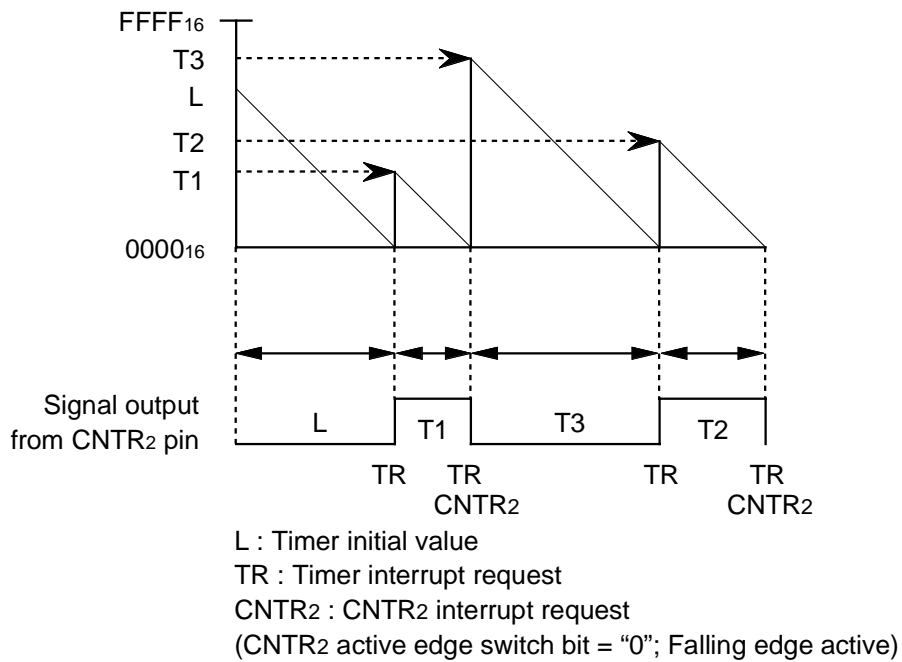 FFFF16
T3
L
T2
T1
000016
Signal output
from CNTR2 pin
L
T1
T3
T2
TR
TR
TR
TR
CNTR2
CNTR2
L : Timer initial value
TR : Timer interrupt request
CNTR2 : CNTR2 interrupt request
(CNTR2 active edge switch bit = “0”; Falling edge active)